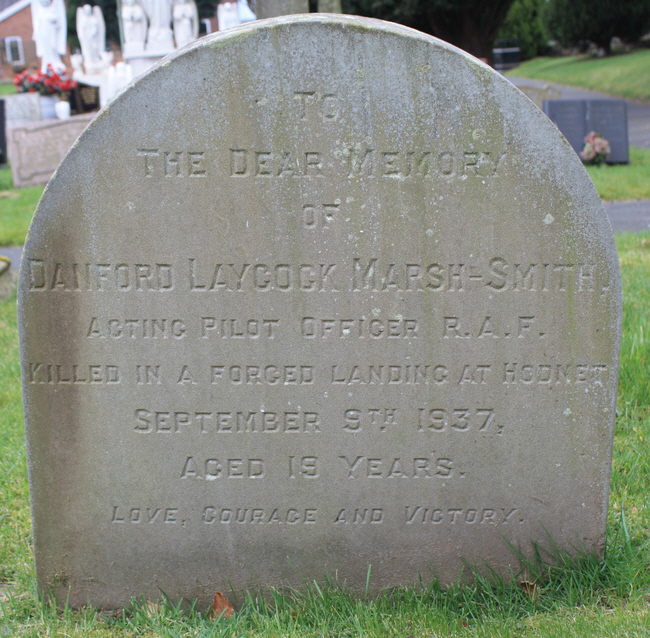 TO
THE DEAR MEMORY
OF
DANFORD LAYCOCK MARSH-SMITH,
ACTING PILOT OFFICER R.A.F.
KILLED IN A FORCED LANDING AT HODNET
SEPTEMBER 9TH, 1937,
AGED 19 YEARS.
LOVE, COURAGE AND VICTORY.